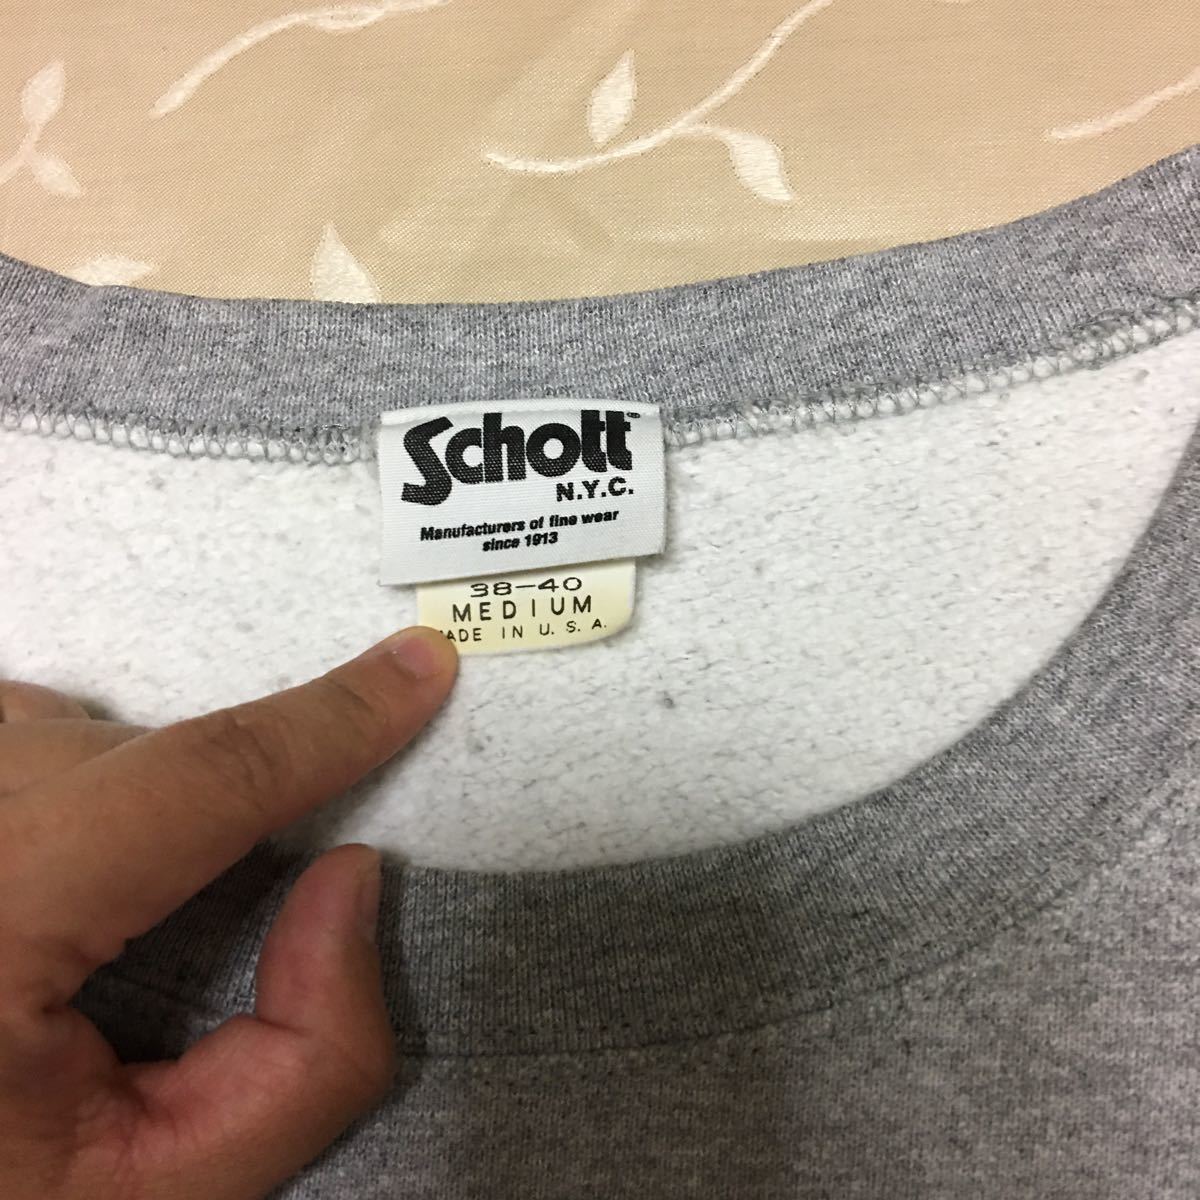 Schott
N.Y.C.
Manufacturers of fine wear
since 1913
38-40
MEDIUM
ADE IN U.S.A.